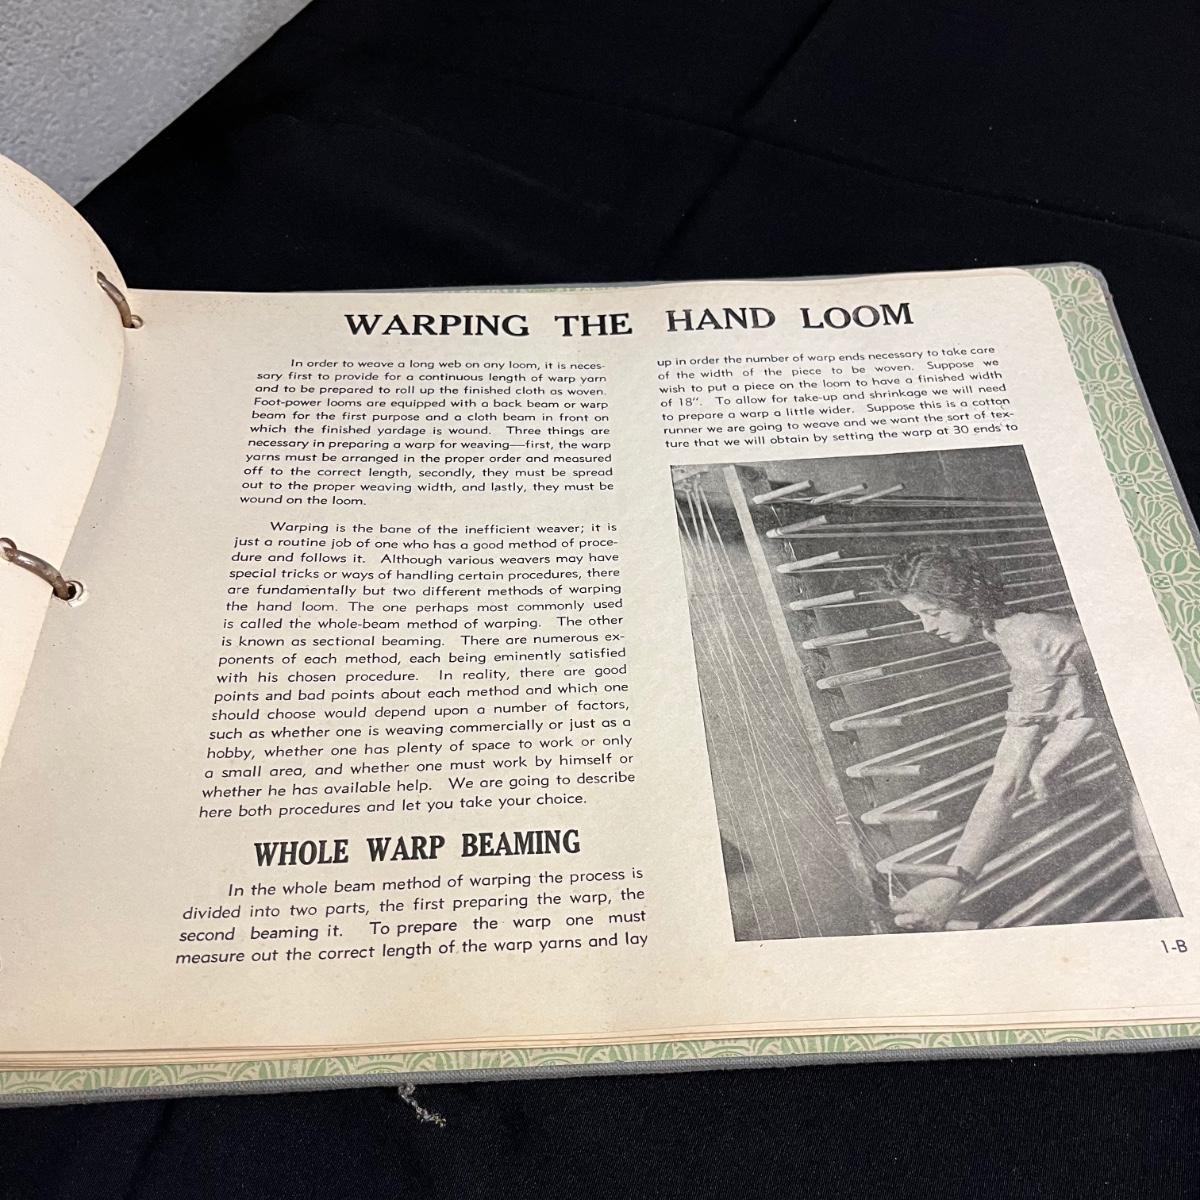 WARPING THE HAND LOOM
In order to weave a long web on any loom, it is neces-
sary first to provide for a continuous length of warp yarn
and to be prepared to roll up the finished cloth as woven.
Foot-power looms are equipped with a back beam or warp
beam for the first purpose and a cloth beam in front on
which the finished yardage is wound. Three things are
necessary in preparing a warp for weaving—first, the warp
yarns must be arranged in the proper order and measured
off to the correct length, secondly, they must be spread
out to the proper weaving width, and lastly, they must be
wound on the loom.
Warping is the bane of the inefficient weaver; it is
just a routine job of one who has a good method of proce-
dure and follows it. Although various weavers may have
special tricks or ways of handling certain procedures, there
are fundamentally but two different methods of warping
the hand loom. The one perhaps most commonly used
is called the whole-beam method of warping. The other
is known as sectional beaming. There are numerous ex-
ponents of each method, each being eminently satisfied
with his chosen procedure. In reality, there are good
points and bad points about each method and which one
should choose would depend upon a number of factors,
such as whether one is weaving commercially or just as a
hobby, whether one has plenty of space to work or only
a small area, and whether one must work by himself or
whether he has available help. We are going to describe
here both procedures and let you take your choice.
WHOLE WARP BEAMING
In the whole beam method of warping the process is
divided into two parts, the first preparing the warp, the
second beaming it. To prepare the warp one must
measure out the correct length of the warp yarns and lay
up in order the number of warp ends necessary to take care
of the width of the piece to be woven. Suppose we
wish to put a piece on the loom to have a finished width
of 18". To allow for take-up and shrinkage we will need
to prepare a warp a little wider. Suppose this is a cotton
runner we are going to weave and we want the sort of tex-
ture that we will obtain by setting the warp at 30 ends to
1-B